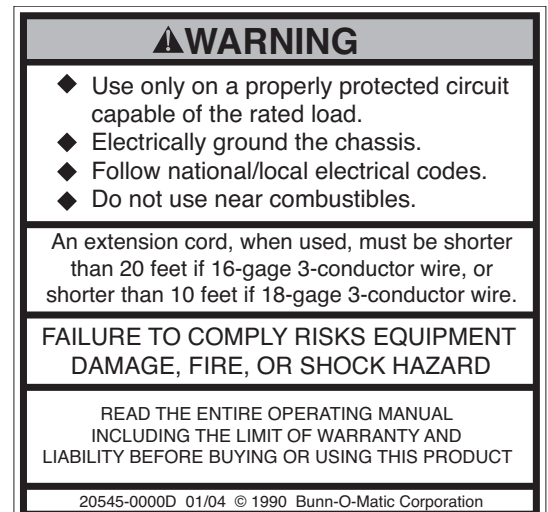 ⚠WARNING
◆ Use only on a properly protected circuit
capable of the rated load.
◆ Electrically ground the chassis.
◆ Follow national/local electrical codes.
◆ Do not use near combustibles.
An extension cord, when used, must be shorter
than 20 feet if 16-gage 3-conductor wire, or
shorter than 10 feet if 18-gage 3-conductor wire.
FAILURE TO COMPLY RISKS EQUIPMENT
DAMAGE, FIRE, OR SHOCK HAZARD
READ THE ENTIRE OPERATING MANUAL
INCLUDING THE LIMIT OF WARRANTY AND
LIABILITY BEFORE BUYING OR USING THIS PRODUCT
20545-0000D 01/04 © 1990 Bunn-O-Matic Corporation